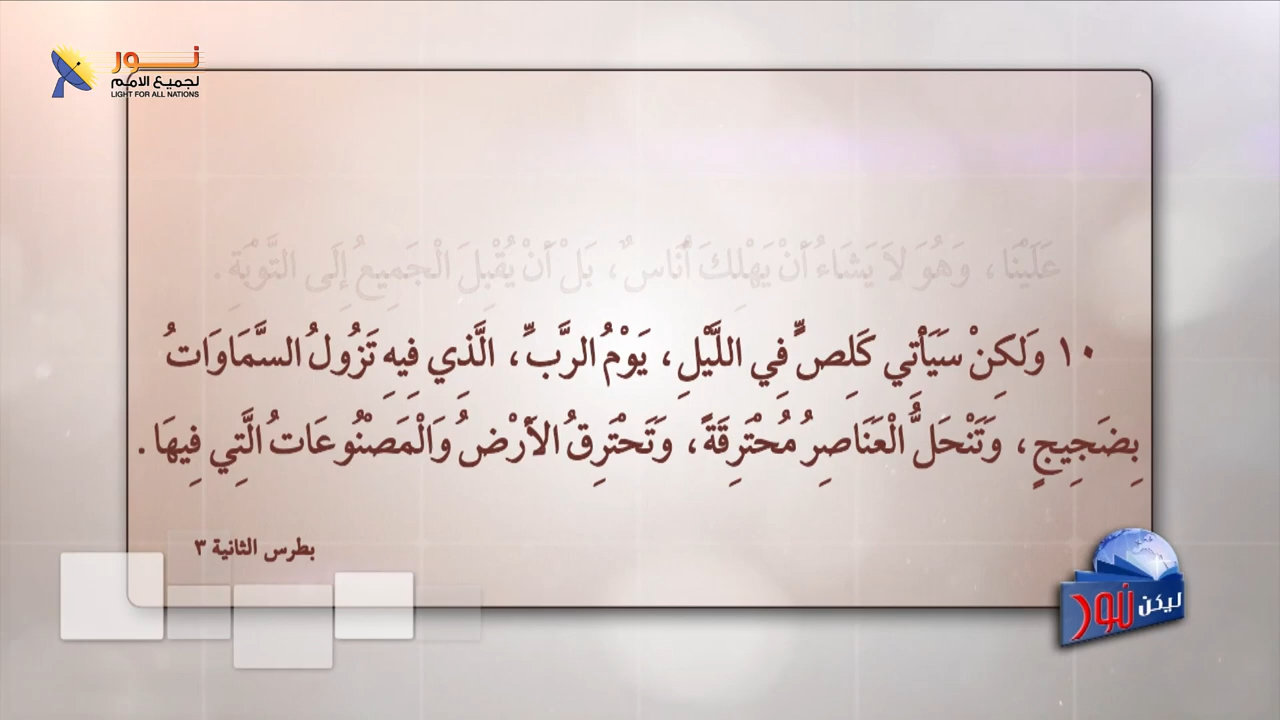 نور
لجميع الامم
LIGHT FOR ALL NATIONS
عَلَيْنَا، وَهُوَ لاَ يَشَاءُ أَنْ يَهْلِكَ أُنَاسٌ، بَلْ أَنْ يُقْبِلَ الْجَمِيعُ إِلَى التَّوْبَةِ.
١٠ وَلكِنْ سَيَأْتِي كَلِصٍّ فِي اللَّيْلِ، يَوْمُ الرَّبِّ، الَّذِي فِيهِ تَزُولُ السَّمَاوَاتُ
بِضَجِيجٍ، وَتَنْحَلُّ الْعَنَاصِرُ مُحْتَرِقَةً، وَتَحْتَرِقُ الأَرْضُ وَالْمَصْنُوعَاتُ الَّتِي فِيهَا.
بطرس الثانية ٣
ليكن نور